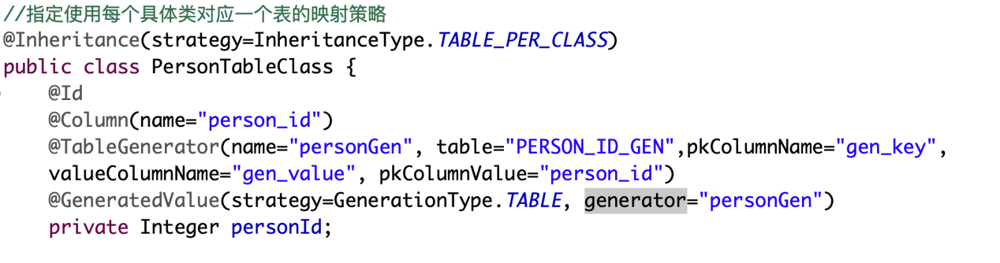 //指定使用每个具体类对应一个表的映射策略
@Inheritance(strategy=InheritanceType.TABLE_PER_CLASS)
public class PersonTableClass {
@Id
@Column(name="person_id")
@TableGenerator(name="personGen", table="PERSON_ID_GEN",pkColumnName="gen_key",
valueColumnName="gen_value", pkColumnValue="person_id")
@GeneratedValue(strategy=GenerationType.TABLE, generator="personGen")
private Integer personId;